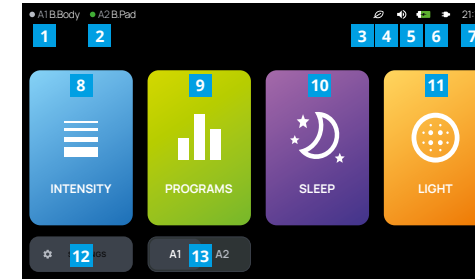 A1 B.Body A2 B.Pad 21:
1 2 3 4 5 6 7
8 9 10 11
INTENSITY PROGRAMS SLEEP LIGHT
12 A1 13 A2